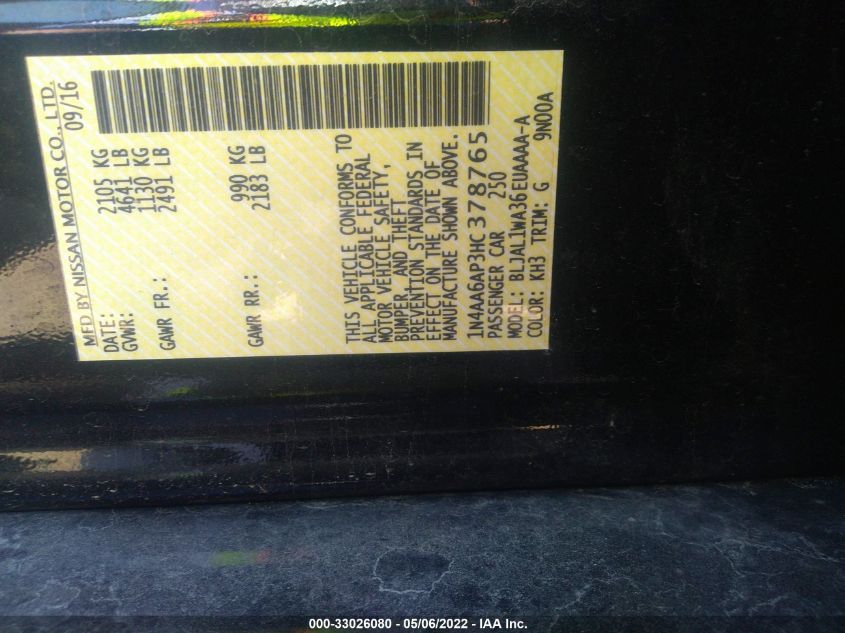 MFD BY NISSAN MOTOR CO., LTD.
DATE: 09/16
GVWR: 2105 KG
4641 LB
GAWR FR.: 1130 KG
2491 LB
GAWR RR.: 990 KG
2183 LB
THIS VEHICLE CONFORMS TO
ALL APPLICABLE FEDERAL
MOTOR VEHICLE SAFETY,
BUMPER, AND THEFT
PREVENTION STANDARDS IN
EFFECT ON THE DATE OF
MANUFACTURE SHOWN ABOVE.
1N4AA6AP3HC378765
PASSENGER CAR 250
MODEL: BLJALLWA36EUAAAA-A
COLOR: KH3 TRIM: G 9N00A
000-33026080 - 05/06/2022 - IAA Inc.